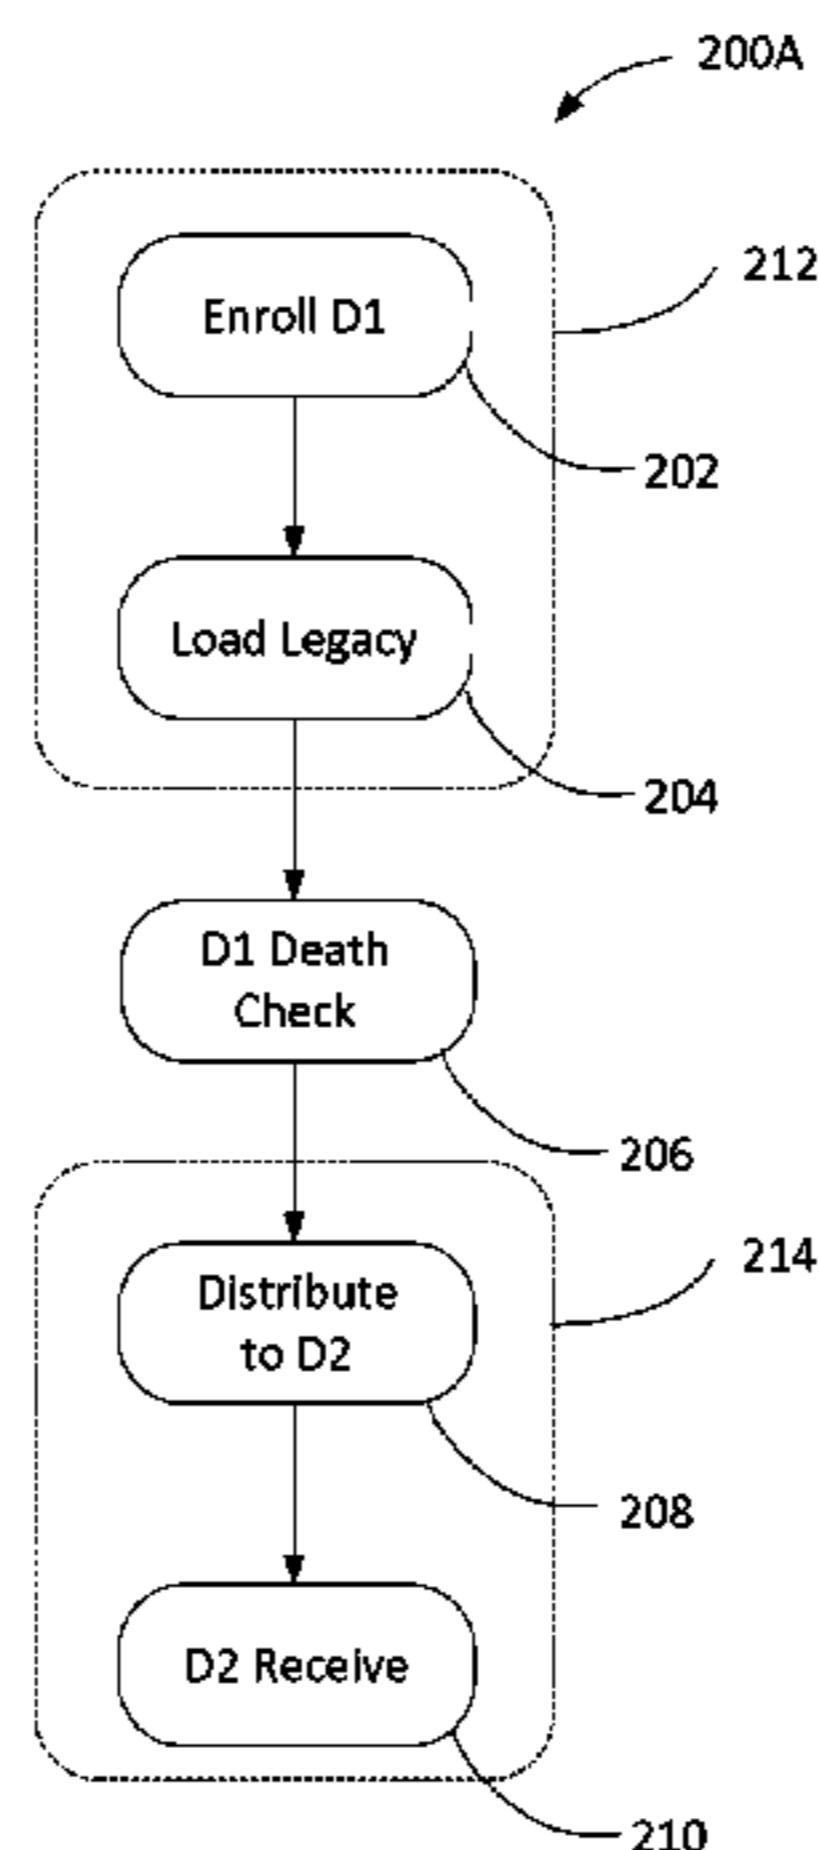 200A
212
Enroll D1
202
Load Legacy
204
D1 Death
Check
206
214
Distribute
to D2
208
D2 Receive
210